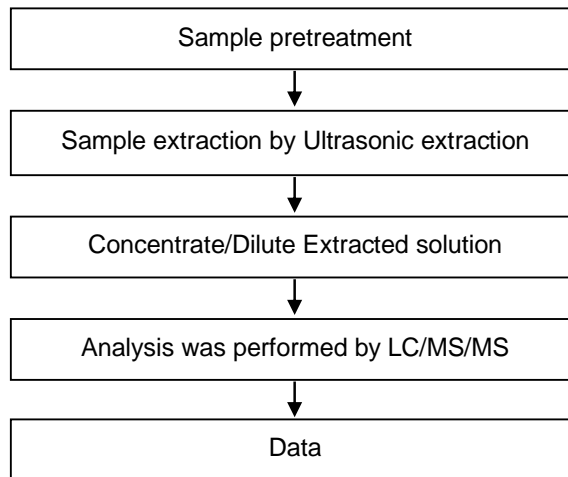 Sample pretreatment
Sample extraction by Ultrasonic extraction
Concentrate/Dilute Extracted solution
Analysis was performed by LC/MS/MS
Data